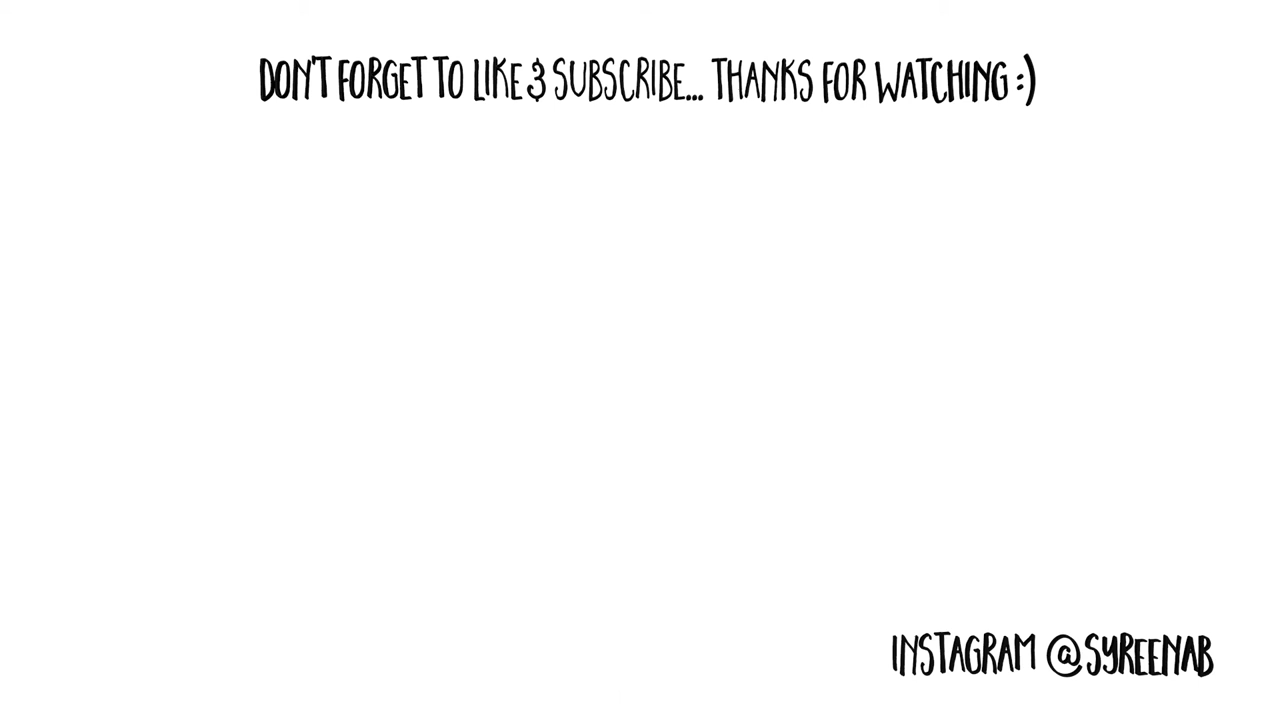 DON'T FORGET TO LIKE & SUBSCRIBE... THANKS FOR WATCHING :)
INSTAGRAM @SYREENAB